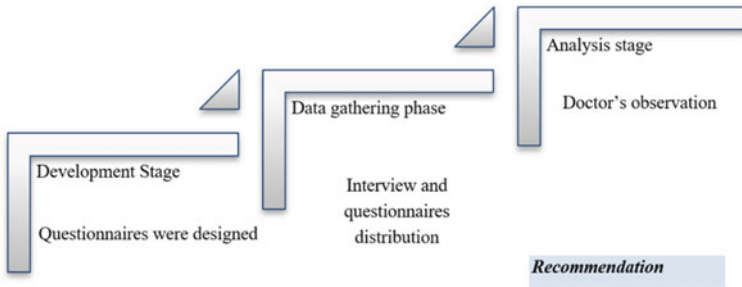 Analysis stage
Doctor’s observation
Data gathering phase
Interview and
questionnaires
distribution
Development Stage
Questionnaires were designed
Recommendation